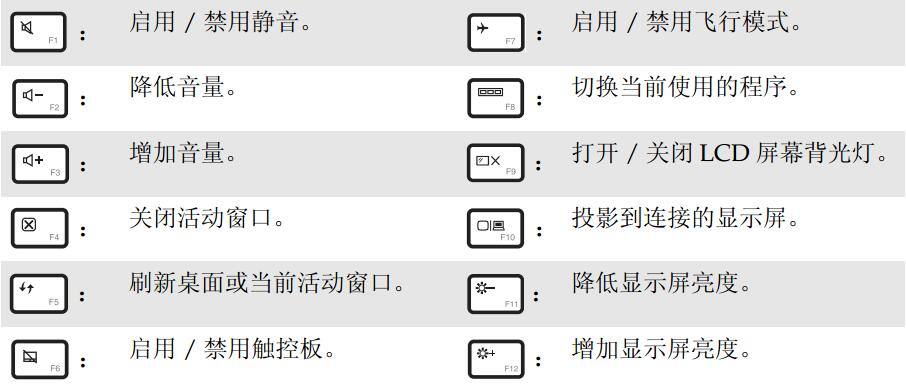 F1 : 启用 / 禁用静音。
F7 : 启用 / 禁用飞行模式。
F2 : 降低音量。
F8 : 切换当前使用的程序。
F3 : 增加音量。
F9 : 打开 / 关闭 LCD 屏幕背光灯。
F4 : 关闭活动窗口。
F10 : 投影到连接的显示屏。
F5 : 刷新桌面或当前活动窗口。
F11 : 降低显示屏亮度。
F6 : 启用 / 禁用触控板。
F12 : 增加显示屏亮度。